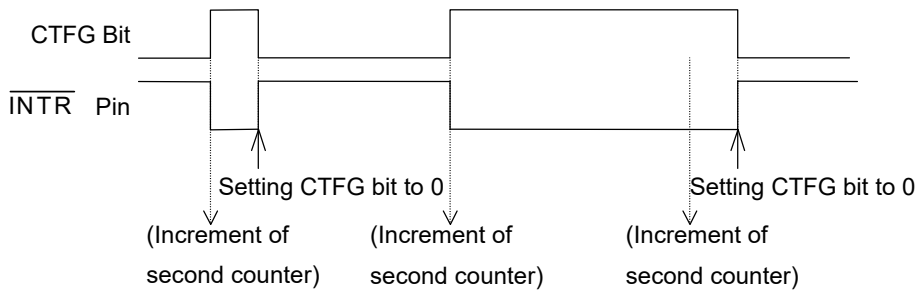 CTFG Bit
INTR Pin
Setting CTFG bit to 0
Setting CTFG bit to 0
(Increment of
second counter)
(Increment of
second counter)
(Increment of
second counter)